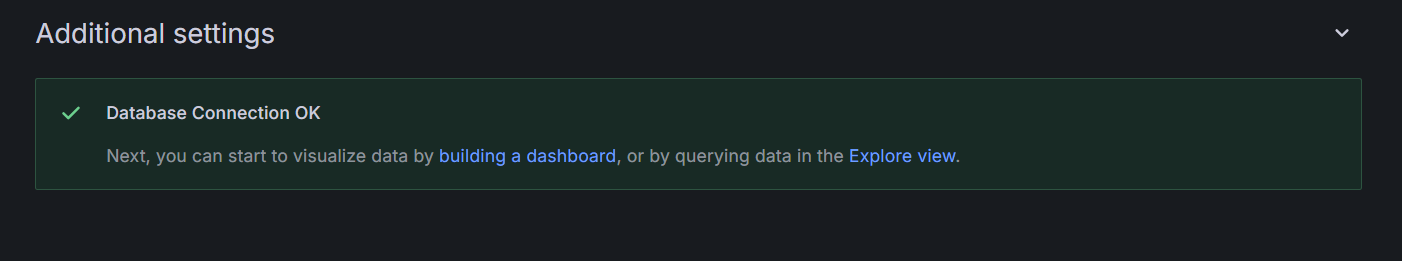 Additional settings
Database Connection OK
Next, you can start to visualize data by building a dashboard, or by querying data in the Explore view.